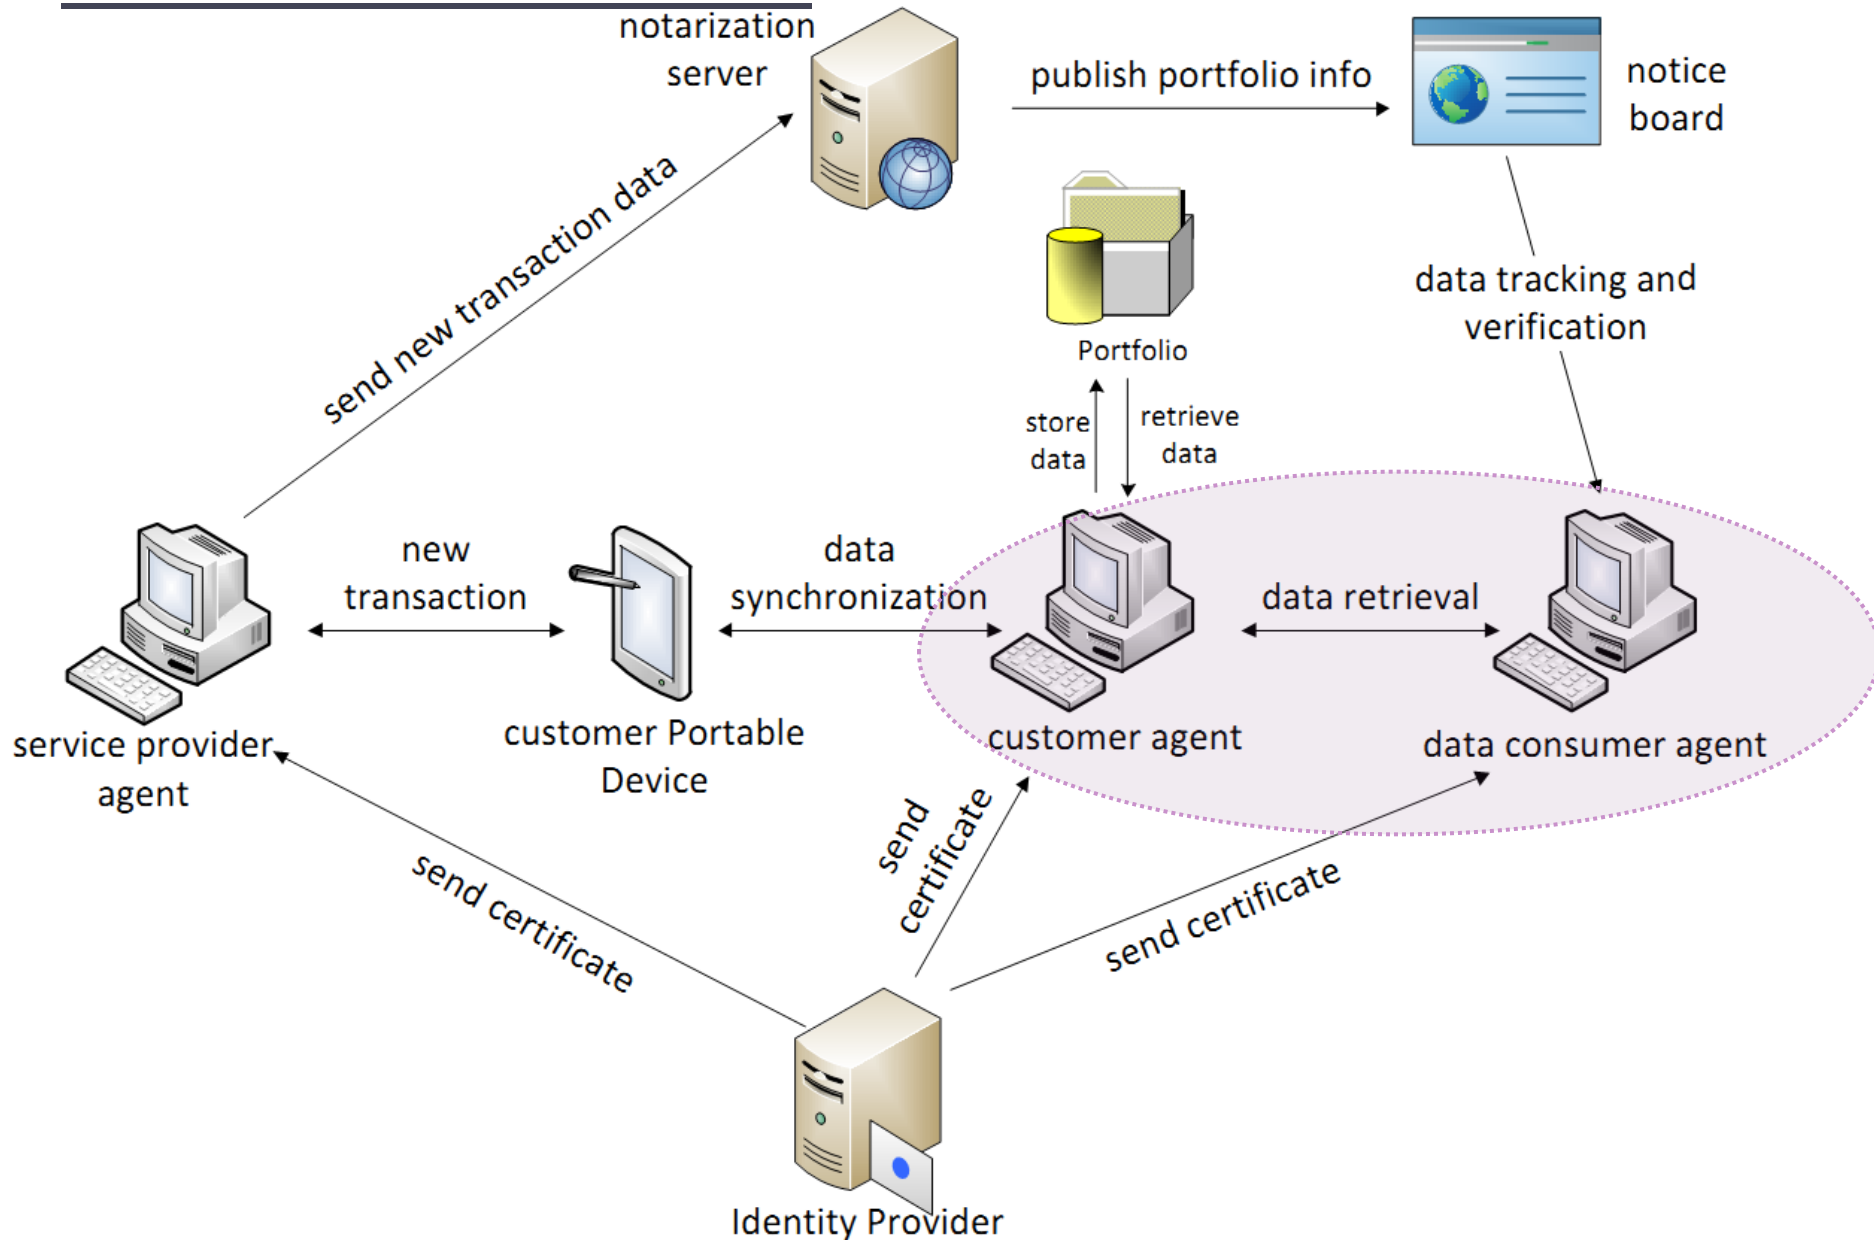 notarization
server
publish portfolio info
notice
board
send new transaction data
data tracking and
verification
Portfolio
store
data
retrieve
data
new
transaction
data
synchronization
data retrieval
service provider
agent
customer Portable
Device
customer agent
data consumer agent
send certificate
send
certificate
send certificate
Identity Provider